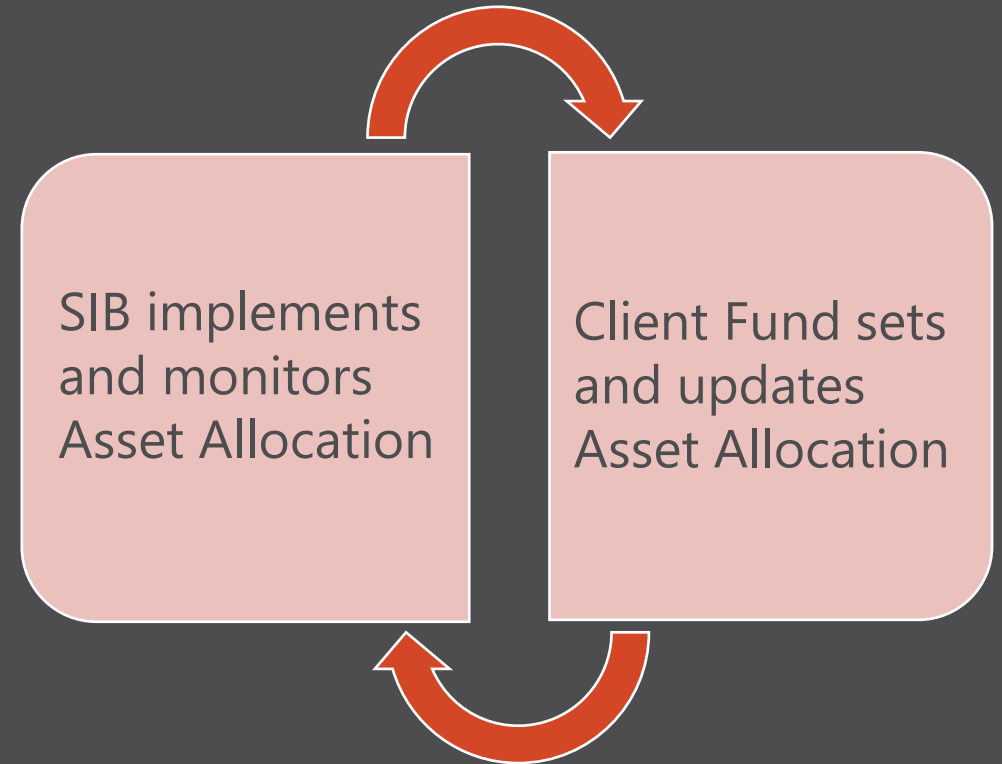 SIB implements
and monitors
Asset Allocation
Client Fund sets
and updates
Asset Allocation